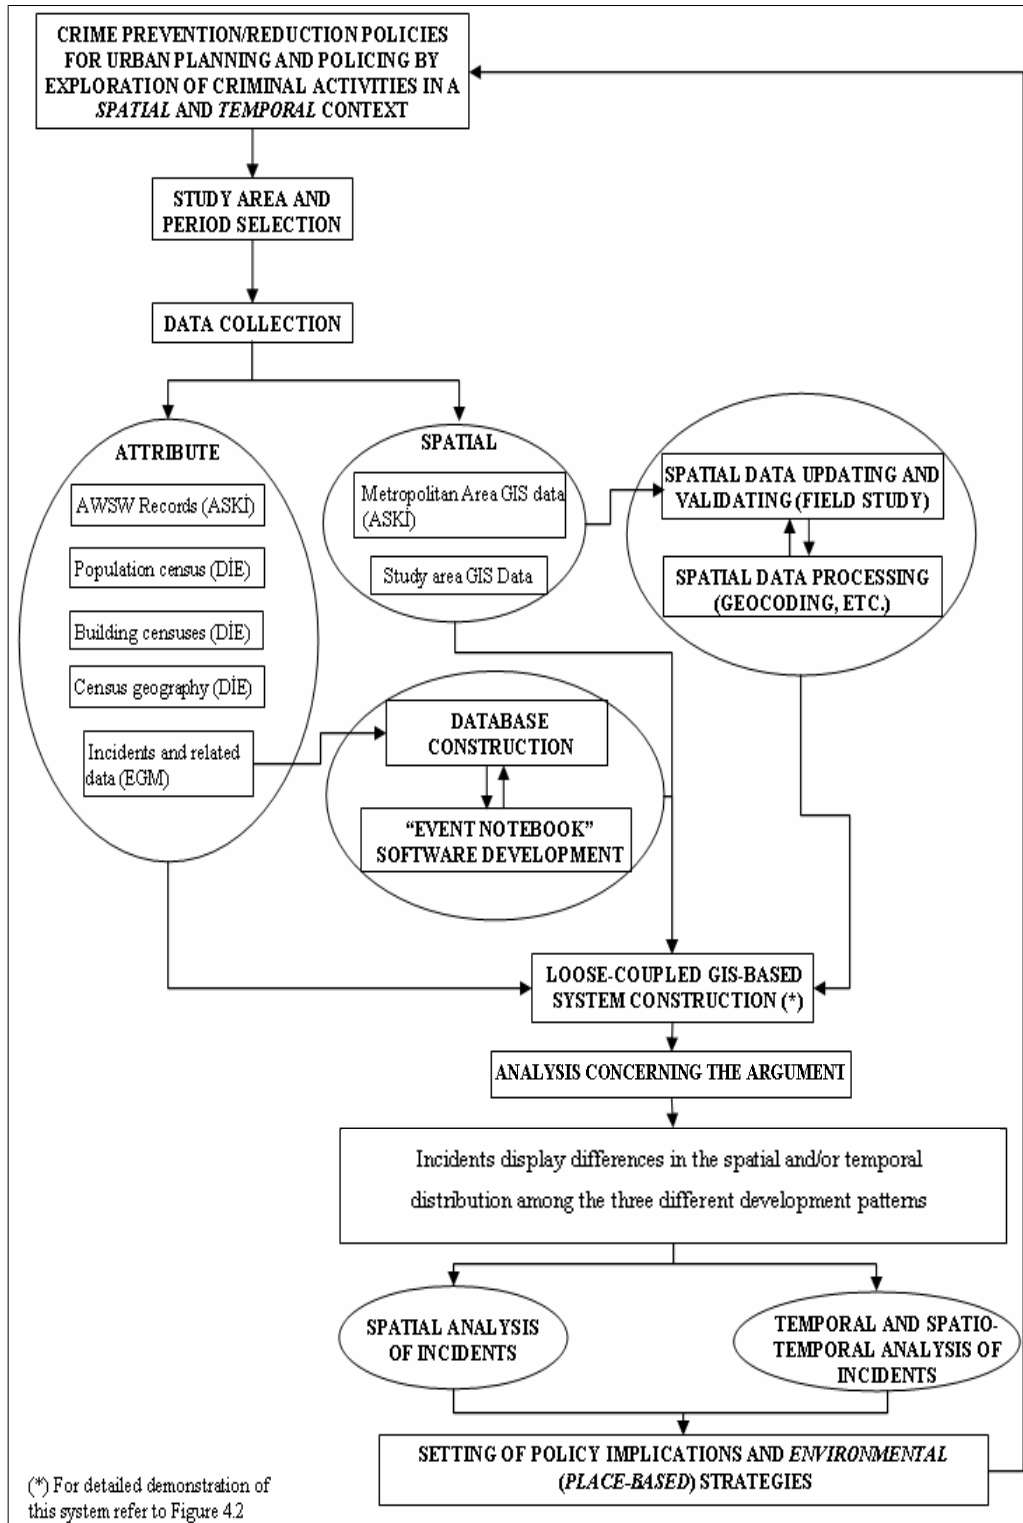 CRIME PREVENTION/REDUCTION POLICIES
FOR URBAN PLANNING AND POLICING BY
EXPLORATION OF CRIMINAL ACTIVITIES IN A
SPATIAL AND TEMPORAL CONTEXT
STUDY AREA AND
PERIOD SELECTION
DATA COLLECTION
ATTRIBUTE
AWSW Records (ASKİ)
Population census (DİE)
Building censuses (DİE)
Census geography (DİE)
Incidents and related
data (EGM)
SPATIAL
Metropolitan Area GIS data
(ASKİ)
Study area GIS Data
SPATIAL DATA UPDATING AND
VALIDATING (FIELD STUDY)
SPATIAL DATA PROCESSING
(GEOCODING, ETC.)
DATABASE
CONSTRUCTION
“EVENT NOTEBOOK”
SOFTWARE DEVELOPMENT
LOOSE-COUPLED GIS-BASED
SYSTEM CONSTRUCTION (*)
ANALYSIS CONCERNING THE ARGUMENT
Incidents display differences in the spatial and/or temporal
distribution among the three different development patterns
SPATIAL ANALYSIS
OF INCIDENTS
TEMPORAL AND SPATIO-
TEMPORAL ANALYSIS OF
INCIDENTS
SETTING OF POLICY IMPLICATIONS AND ENVIRONMENTAL
(PLACE-BASED) STRATEGIES
(*) For detailed demonstration of
this system refer to Figure 4.2